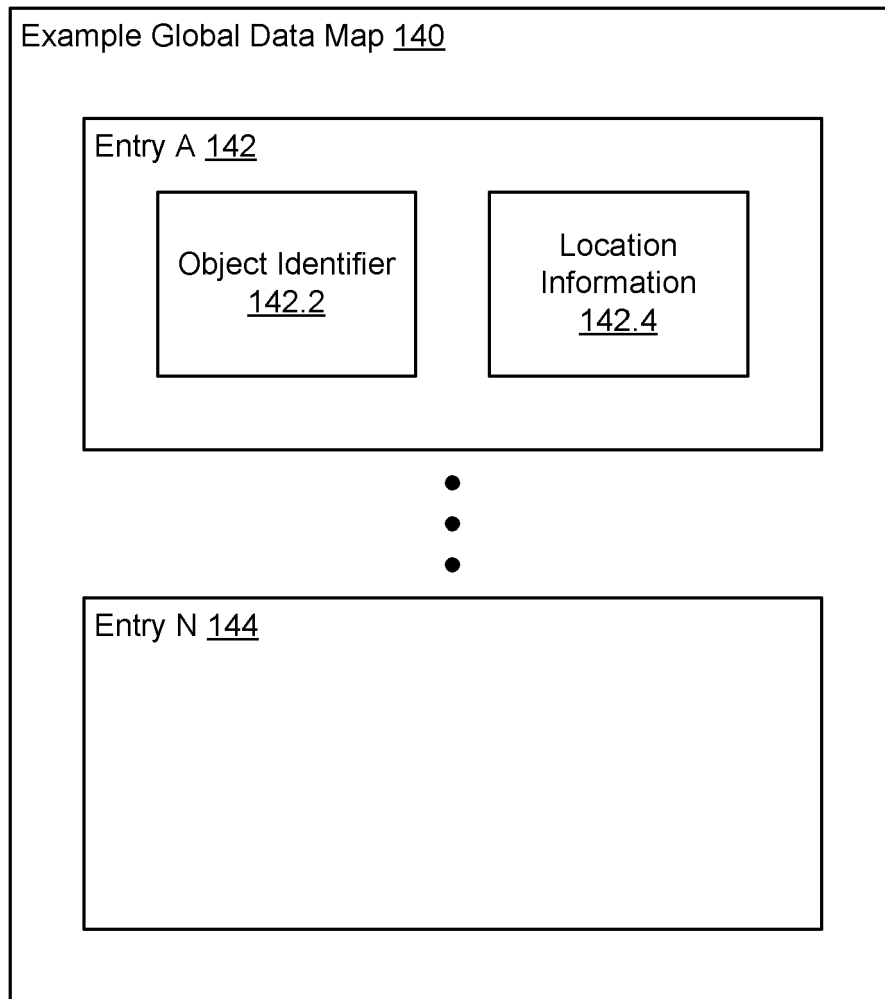 Example Global Data Map 140
Entry A 142
Object Identifier
142.2
Location
Information
142.4
Entry N 144